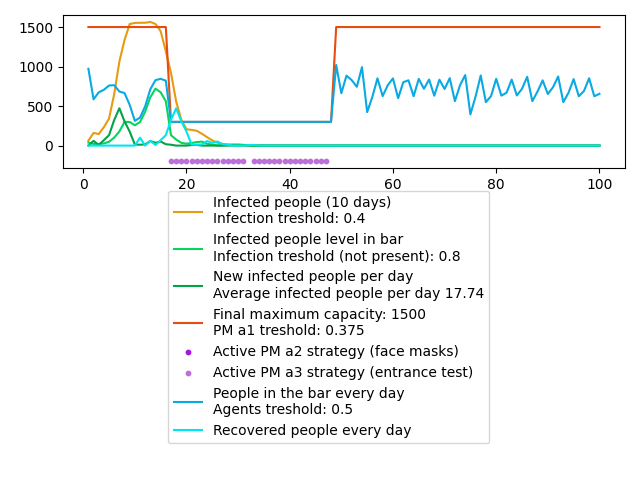 1500
1000
500
0
0 20 40 60 80 100
Infected people (10 days)
Infection treshold: 0.4
Infected people level in bar
Infection treshold (not present): 0.8
New infected people per day
Average infected people per day 17.74
Final maximum capacity: 1500
PM a1 treshold: 0.375
Active PM a2 strategy (face masks)
Active PM a3 strategy (entrance test)
People in the bar every day
Agents treshold: 0.5
Recovered people every day